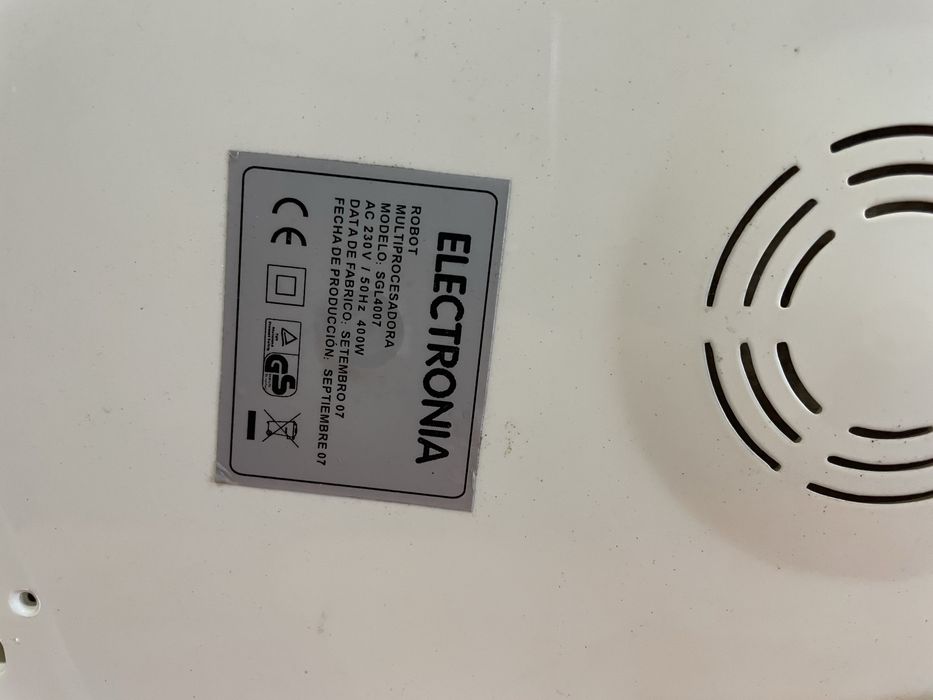 ELECTRONIA
ROBOT
MULTIPROCESADORA
MODELO: SGL4007
AC 230V / 50Hz 400W
DATA DE FABRICO: SETEMBRO 07
FECHA DE PRODUCCIÓN: SEPTIEMBRE 07
CE
GS